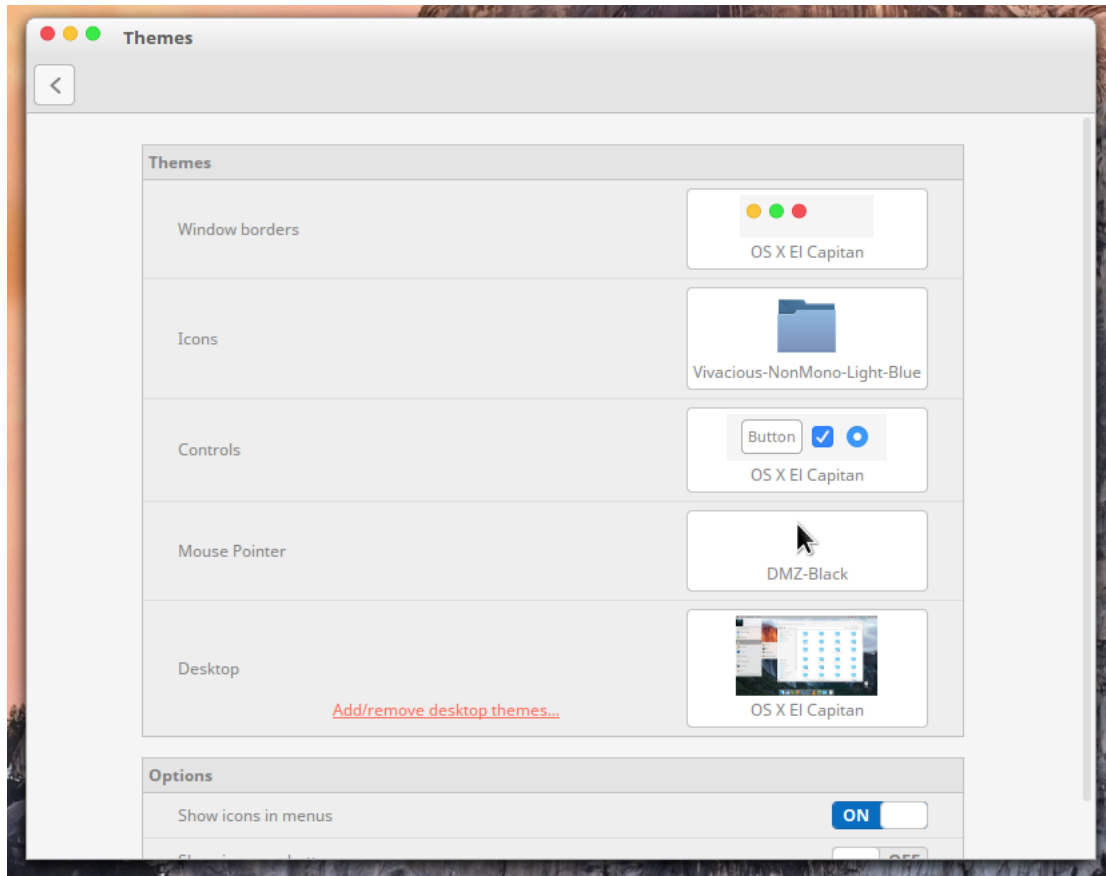 Themes
Themes
Window borders
OS X El Capitan
Icons
Vivacious-NonMono-Light-Blue
Controls
Button
OS X El Capitan
Mouse Pointer
DMZ-Black
Desktop
Add/remove desktop themes...
OS X El Capitan
Options
Show icons in menus
ON
OFF